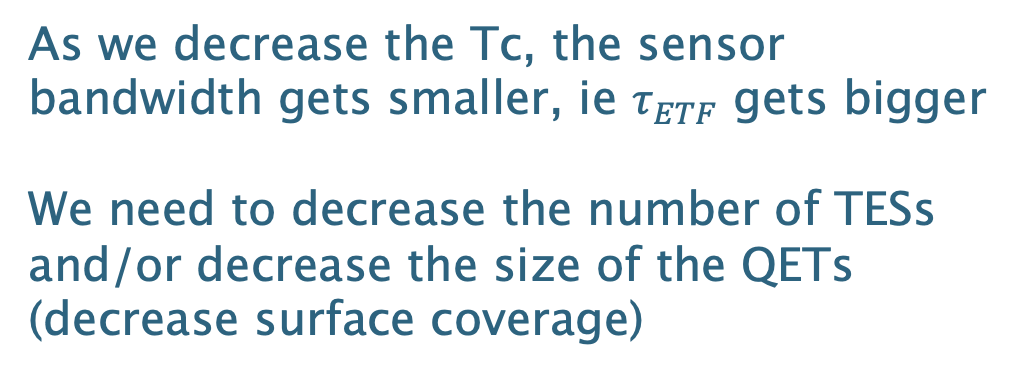 As we decrease the Tc, the sensor
bandwidth gets smaller, ie τ_ETF gets bigger
We need to decrease the number of TESs
and/or decrease the size of the QETs
(decrease surface coverage)